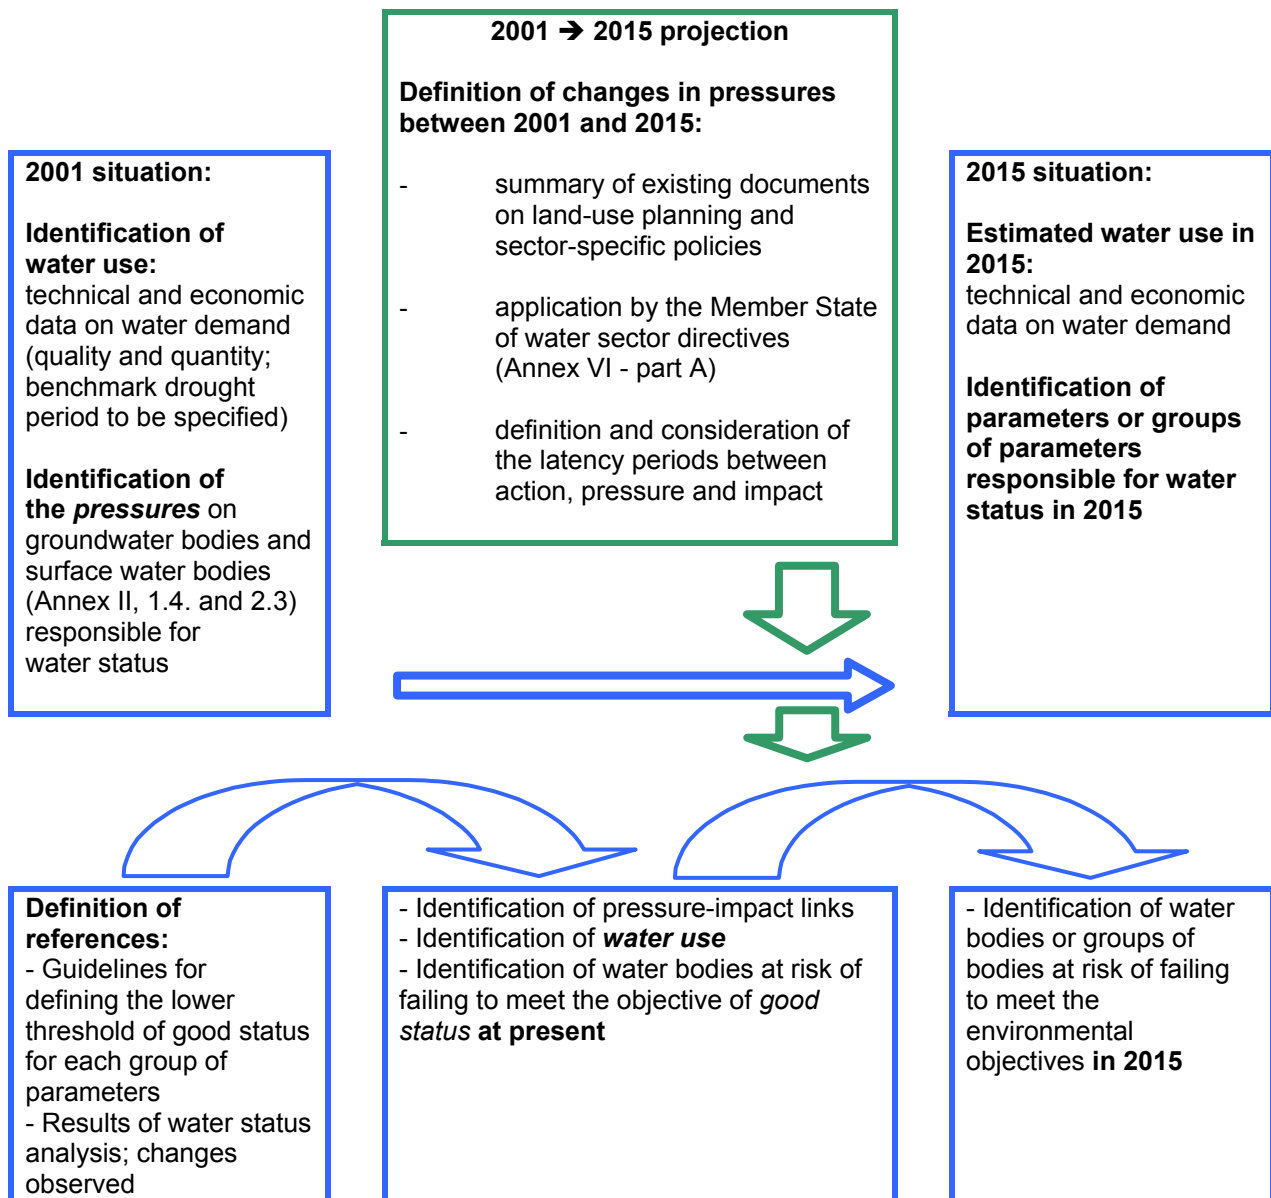 2001 ➔ 2015 projection
Definition of changes in pressures
between 2001 and 2015:
- summary of existing documents
on land-use planning and
sector-specific policies
- application by the Member State
of water sector directives
(Annex VI - part A)
- definition and consideration of
the latency periods between
action, pressure and impact
2001 situation:
Identification of
water use:
technical and economic
data on water demand
(quality and quantity;
benchmark drought
period to be specified)
Identification of
the pressures on
groundwater bodies and
surface water bodies
(Annex II, 1.4. and 2.3)
responsible for
water status
2015 situation:
Estimated water use in
2015:
technical and economic
data on water demand
Identification of
parameters or groups
of parameters
responsible for water
status in 2015
Definition of
references:
- Guidelines for
defining the lower
threshold of good status
for each group of
parameters
- Results of water status
analysis; changes
observed
- Identification of pressure-impact links
- Identification of water use
- Identification of water bodies at risk of
failing to meet the objective of good
status at present
- Identification of water
bodies or groups of
bodies at risk of failing
to meet the
environmental
objectives in 2015